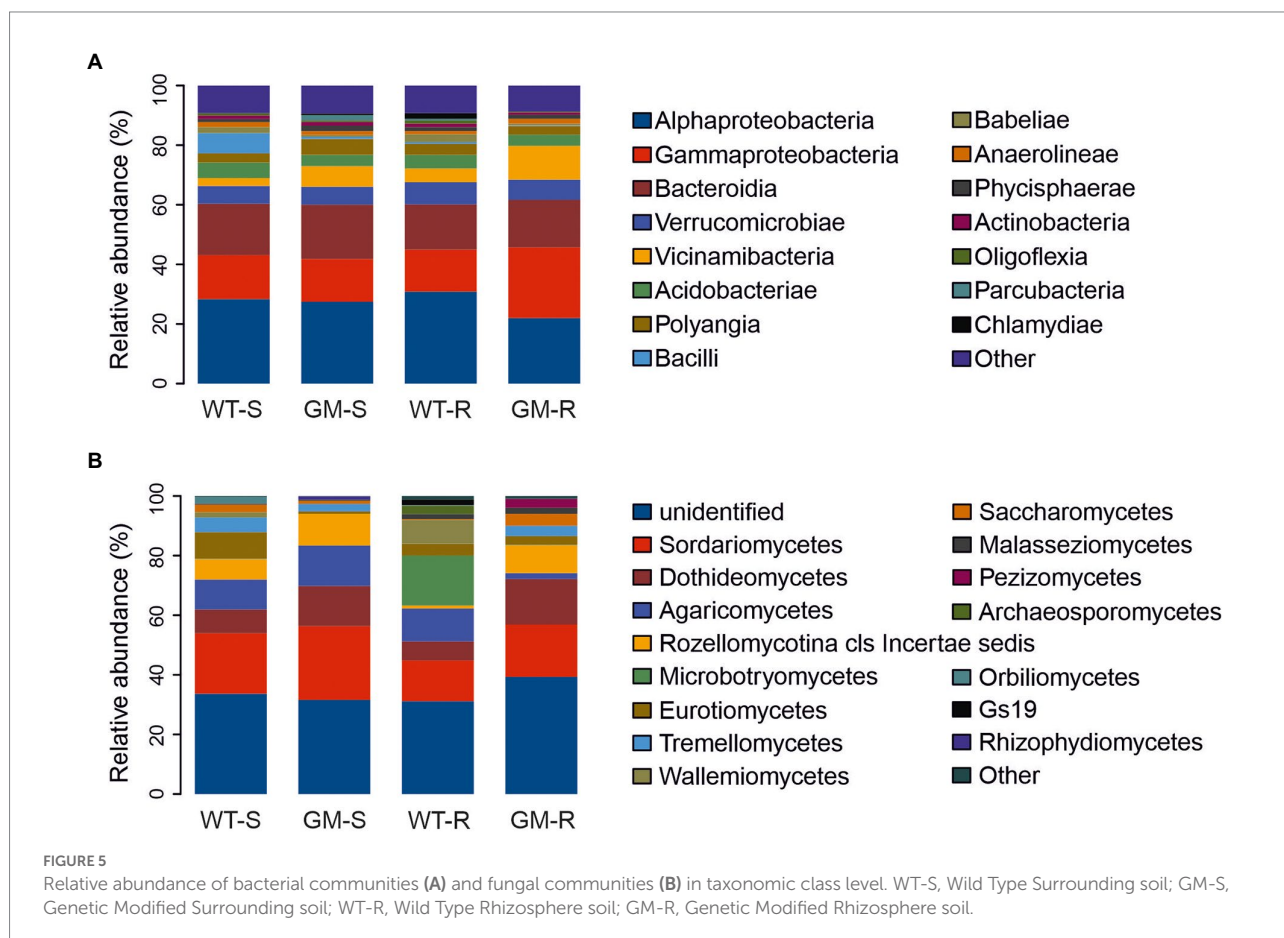 A
Relative abundance (%)
100
80
60
40
20
0
WT-S GM-S WT-R GM-R
Alphaproteobacteria
Gammaproteobacteria
Bacteroidia
Verrucomicrobiae
Vicinamibacteria
Acidobacteriae
Polyangia
Bacilli
Babeliae
Anaerolineae
Phycisphaerae
Actinobacteria
Oligoflexia
Parcubacteria
Chlamydiae
Other
B
Relative abundance (%)
100
80
60
40
20
0
WT-S GM-S WT-R GM-R
unidentified
Sordariomycetes
Dothideomycetes
Agaricomycetes
Rozellomycotina cls Incertae sedis
Microbotryomycetes
Eurotiomycetes
Tremellomycetes
Wallemiomycetes
Saccharomycetes
Malasseziomycetes
Pezizomycetes
Archaeosporomycetes
Orbiliomycetes
Gs19
Rhizophydiomycetes
Other
FIGURE 5
Relative abundance of bacterial communities (A) and fungal communities (B) in taxonomic class level. WT-S, Wild Type Surrounding soil; GM-S,
Genetic Modified Surrounding soil; WT-R, Wild Type Rhizosphere soil; GM-R, Genetic Modified Rhizosphere soil.